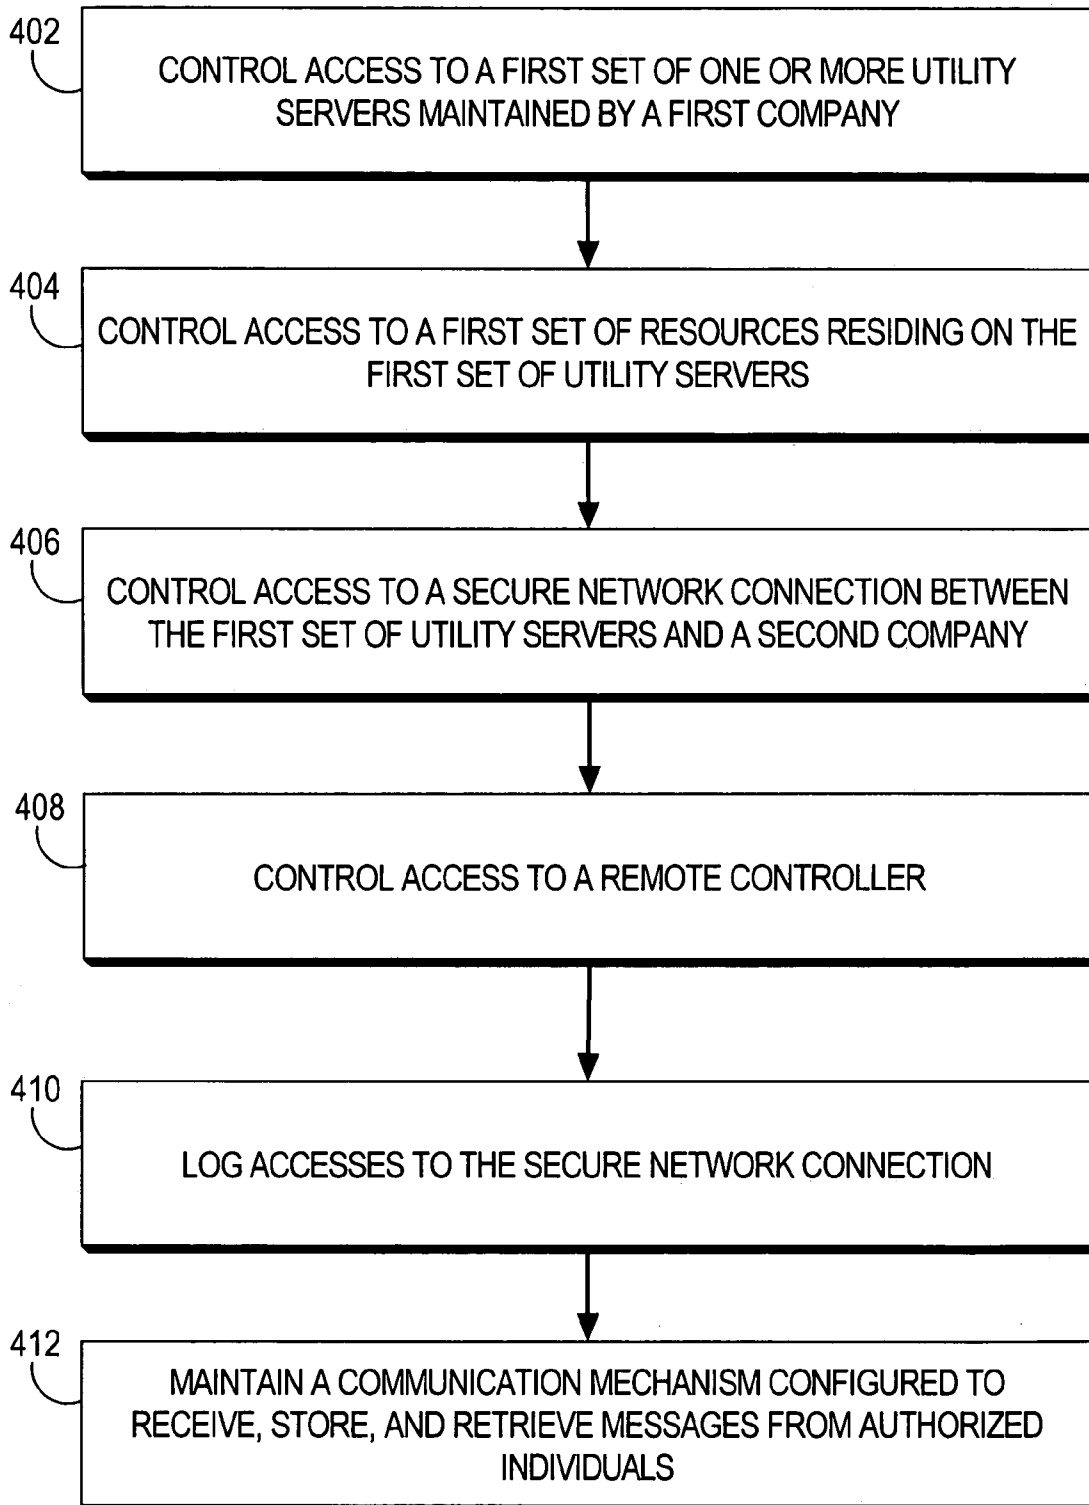 402
CONTROL ACCESS TO A FIRST SET OF ONE OR MORE UTILITY
SERVERS MAINTAINED BY A FIRST COMPANY
404
CONTROL ACCESS TO A FIRST SET OF RESOURCES RESIDING ON THE
FIRST SET OF UTILITY SERVERS
406
CONTROL ACCESS TO A SECURE NETWORK CONNECTION BETWEEN
THE FIRST SET OF UTILITY SERVERS AND A SECOND COMPANY
408
CONTROL ACCESS TO A REMOTE CONTROLLER
410
LOG ACCESSES TO THE SECURE NETWORK CONNECTION
412
MAINTAIN A COMMUNICATION MECHANISM CONFIGURED TO
RECEIVE, STORE, AND RETRIEVE MESSAGES FROM AUTHORIZED
INDIVIDUALS